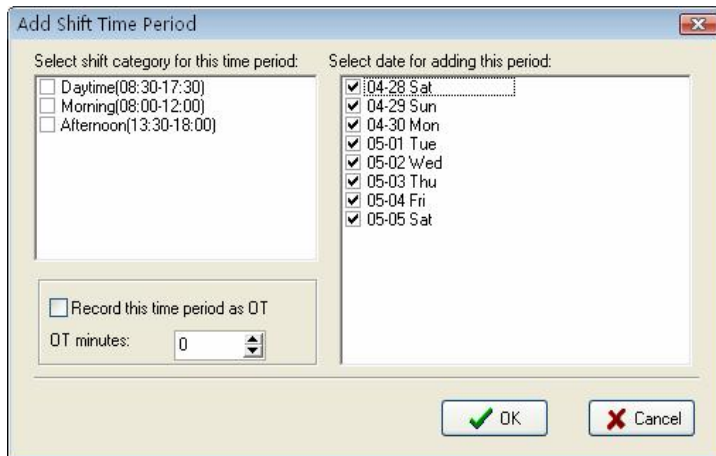 Add Shift Time Period
Select shift category for this time period:
Daytime(08:30-17:30)
Morning(08:00-12:00)
Afternoon(13:30-18:00)
Record this time period as OT
OT minutes: 0
Select date for adding this period:
04-28 Sat
04-29 Sun
04-30 Mon
05-01 Tue
05-02 Wed
05-03 Thu
05-04 Fri
05-05 Sat
OK Cancel